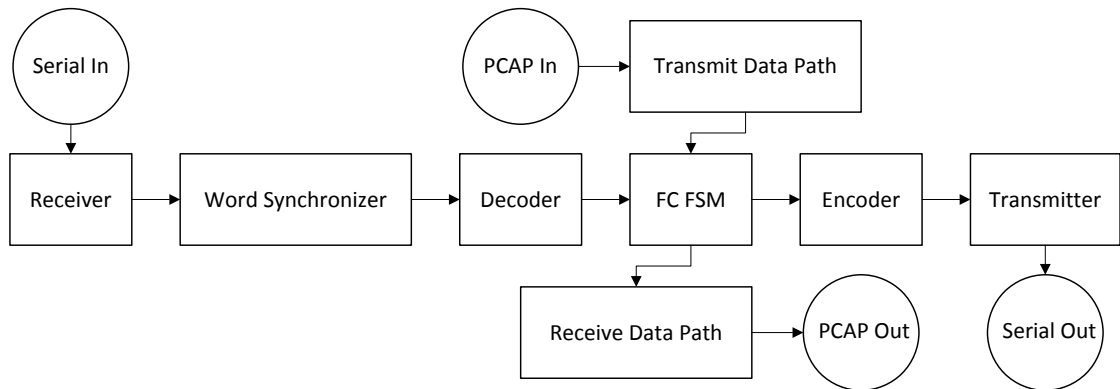 Serial In
PCAP In
Transmit Data Path
Receiver
Word Synchronizer
Decoder
FC FSM
Encoder
Transmitter
Receive Data Path
PCAP Out
Serial Out